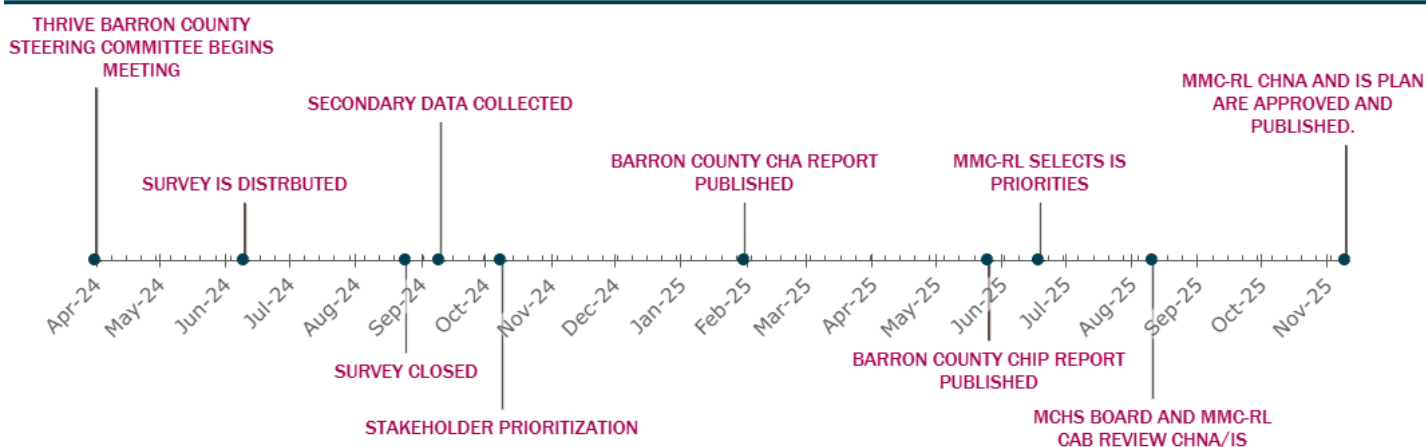 THRIVE BARRON COUNTY
STEERING COMMITTEE BEGINS
MEETING
SECONDARY DATA COLLECTED
MMC-RL CHNA AND IS PLAN
ARE APPROVED AND
PUBLISHED.
SURVEY IS DISTRBUTED
BARRON COUNTY CHA REPORT
PUBLISHED
MMC-RL SELECTS IS
PRIORITIES
Apr-24
May-24
Jun-24
Jul-24
Aug-24
Sep-24
Oct-24
Nov-24
Dec-24
Jan-25
Feb-25
Mar-25
Apr-25
May-25
Jun-25
Jul-25
Aug-25
Sep-25
Oct-25
Nov-25
SURVEY CLOSED
STAKEHOLDER PRIORITIZATION
BARRON COUNTY CHIP REPORT
PUBLISHED
MCHS BOARD AND MMC-RL
CAB REVIEW CHNA/IS